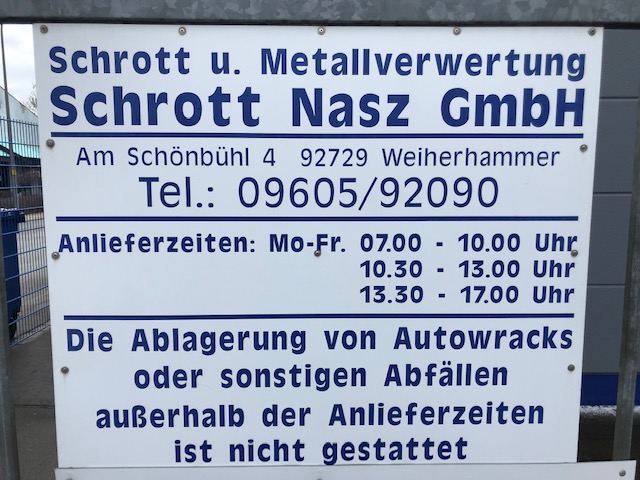 Schrott u. Metallverwertung
Schrott Nasz GmbH
Am Schönbühl 4 92729 Weiherhammer
Tel.: 09605/92090
Anlieferzeiten: Mo-Fr. 07.00 - 10.00 Uhr
10.30 - 13.00 Uhr
13.30 - 17.00 Uhr
Die Ablagerung von Autowracks
oder sonstigen Abfällen
außerhalb der Anlieferzeiten
ist nicht gestattet